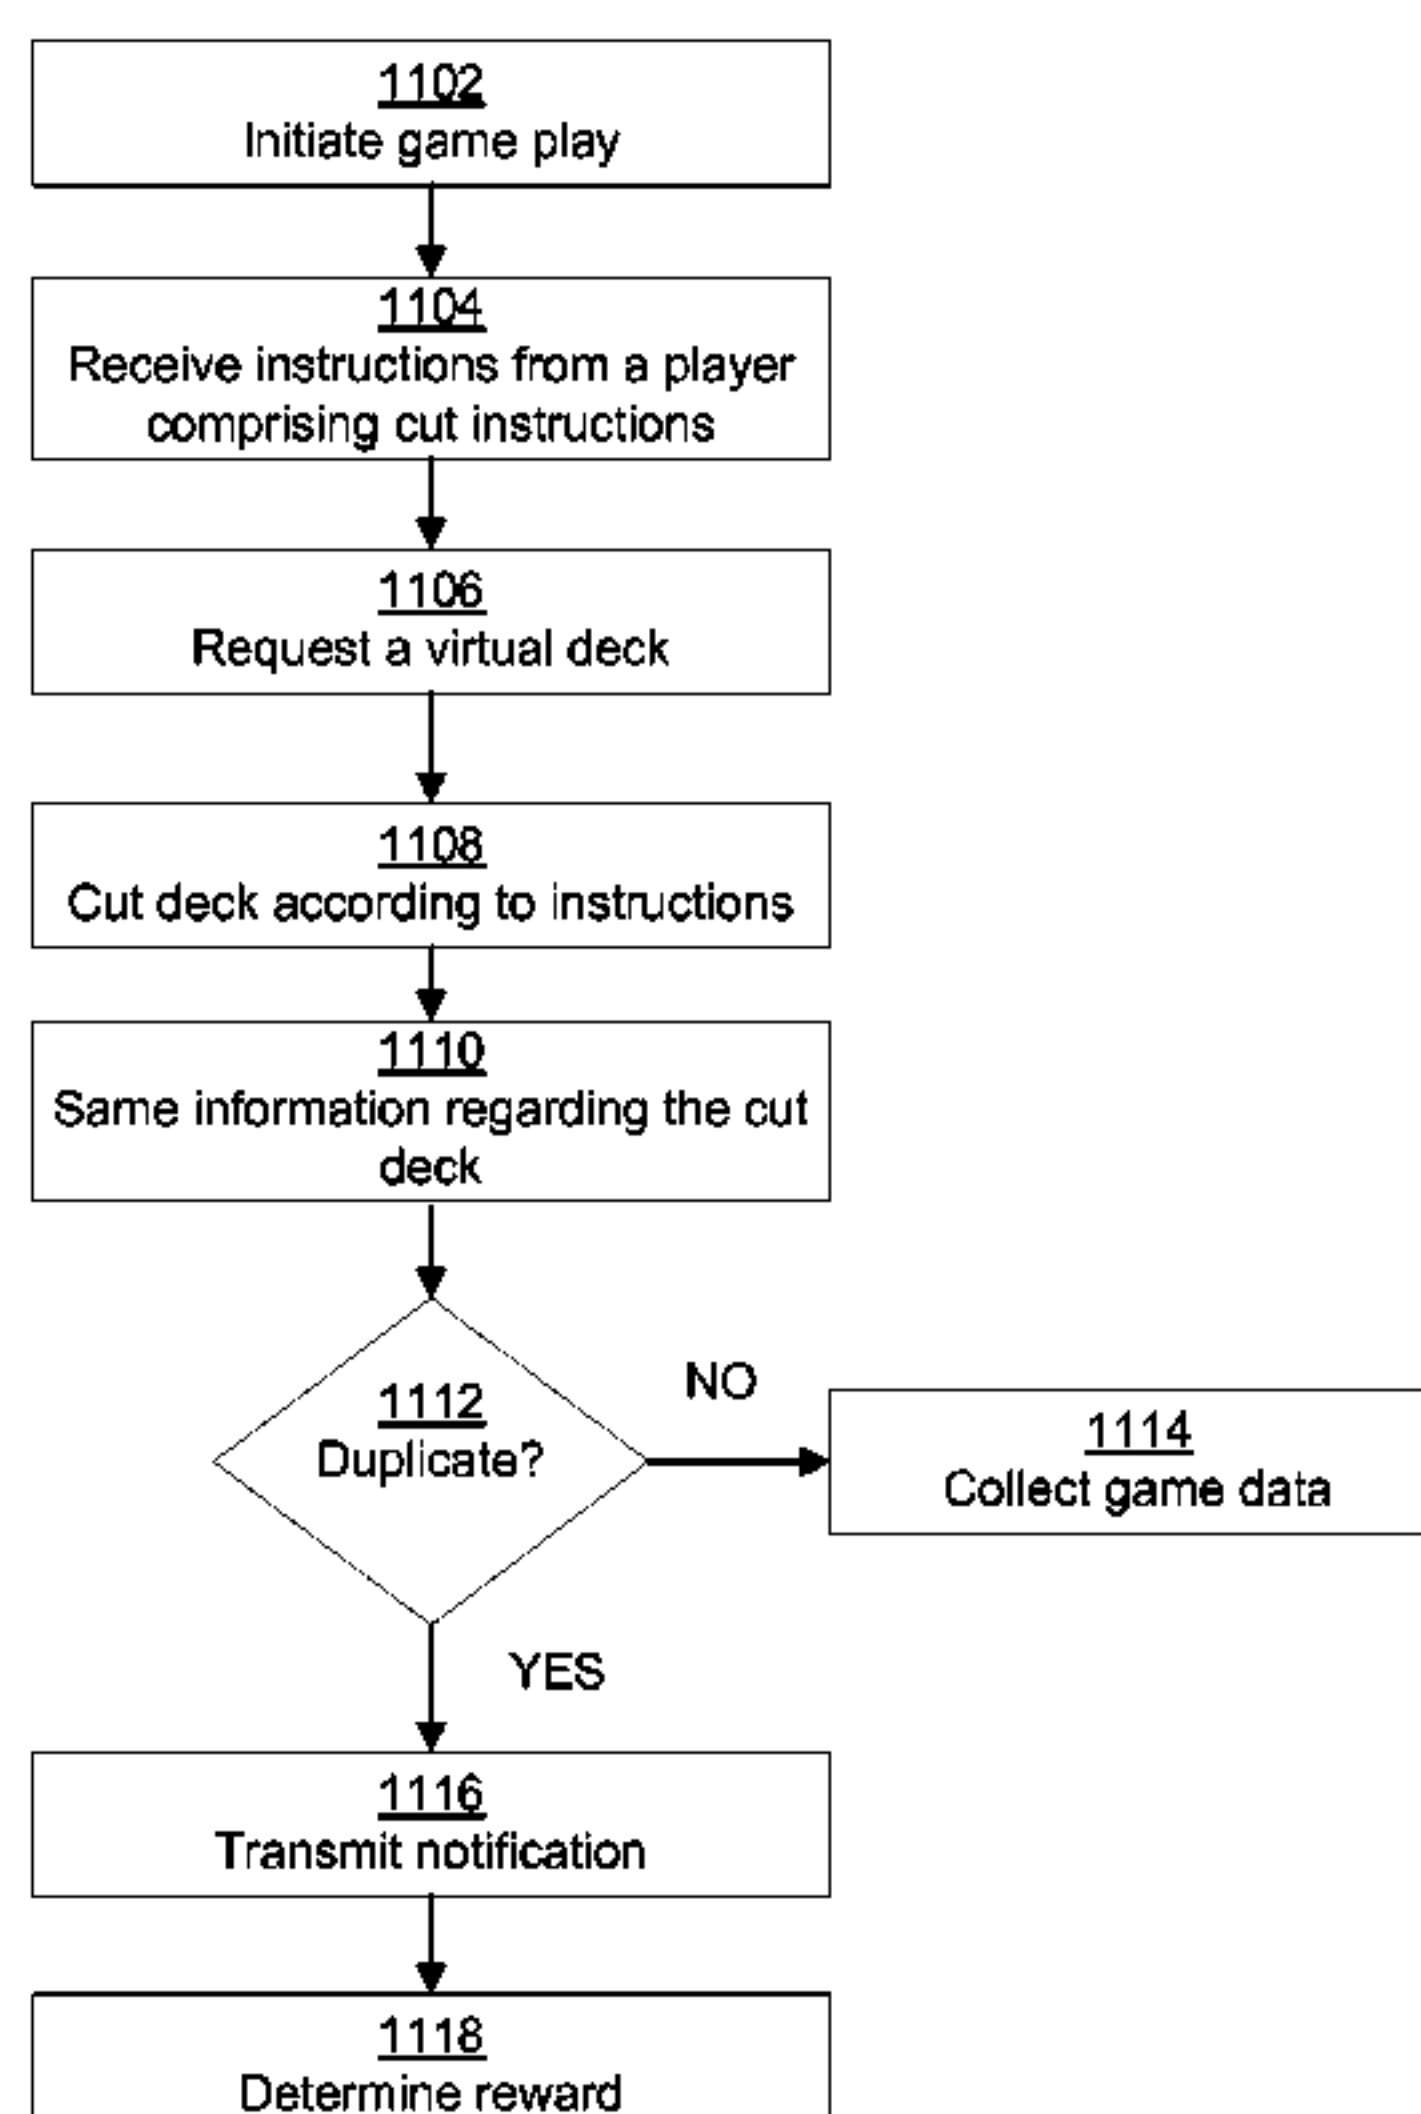 1102
Initiate game play
1104
Receive instructions from a player
comprising cut instructions
1106
Request a virtual deck
1108
Cut deck according to instructions
1110
Same information regarding the cut
deck
1112
Duplicate?
NO
1114
Collect game data
YES
1116
Transmit notification
1118
Determine reward